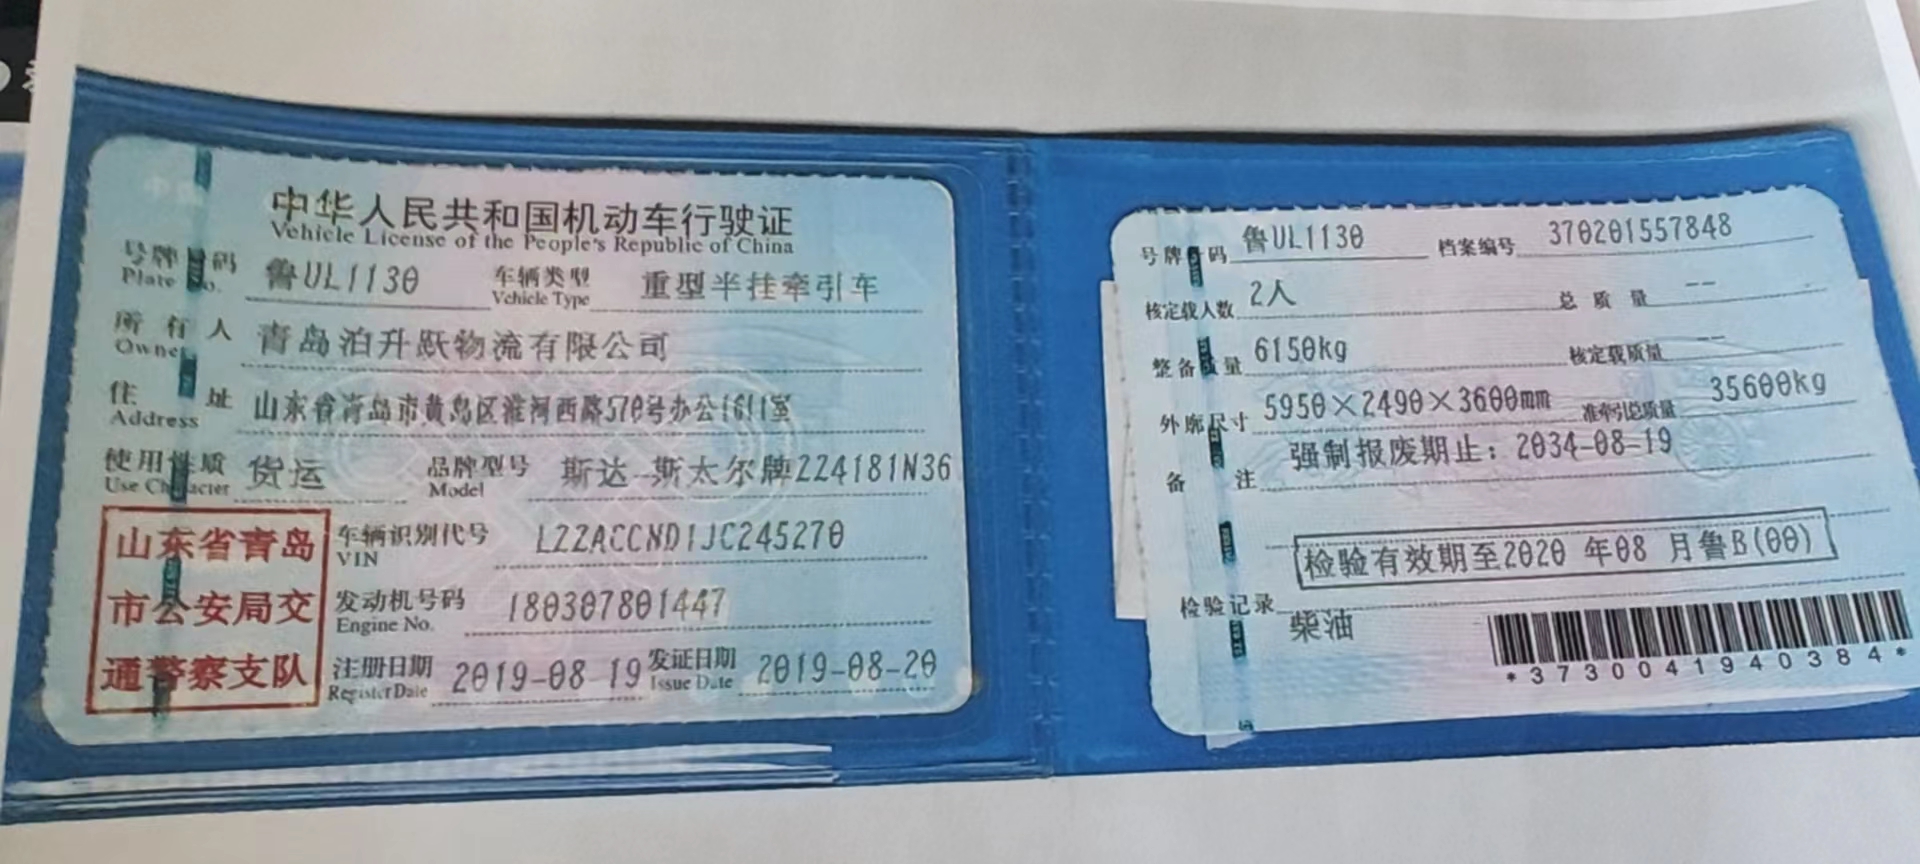 中华人民共和国机动车行驶证
Vehicle License of the People's Republic of China
号牌号码 鲁UL1130 车辆类型 重型半挂牵引车
Plate No. Vehicle Type
所有人 青岛泊升跃物流有限公司
Owner
住址 山东省青岛市黄岛区淮河西路570号办公1611室
Address
使用性质 货运 品牌型号 斯达-斯太尔牌ZZ4181N36
Use Character Model
山东省青岛
市公安局交
通警察支队
车辆识别代号 LZZACCND1JC245270
VIN
发动机号码 180307801447
Engine No.
注册日期 2019-08-19 发证日期 2019-08-20
Register Date Issue Date
号牌号码 鲁UL1130 档案编号 370201557848
核定载人数 2人 总质量 --
整备质量 6150kg 核定载质量 --
外廓尺寸 5950×2490×3600mm 准牵引总质量 35600kg
备注 强制报废期止：2034-08-19
检验有效期至2020 年08 月鲁B(00)
检验记录
柴油
*3730041940384*